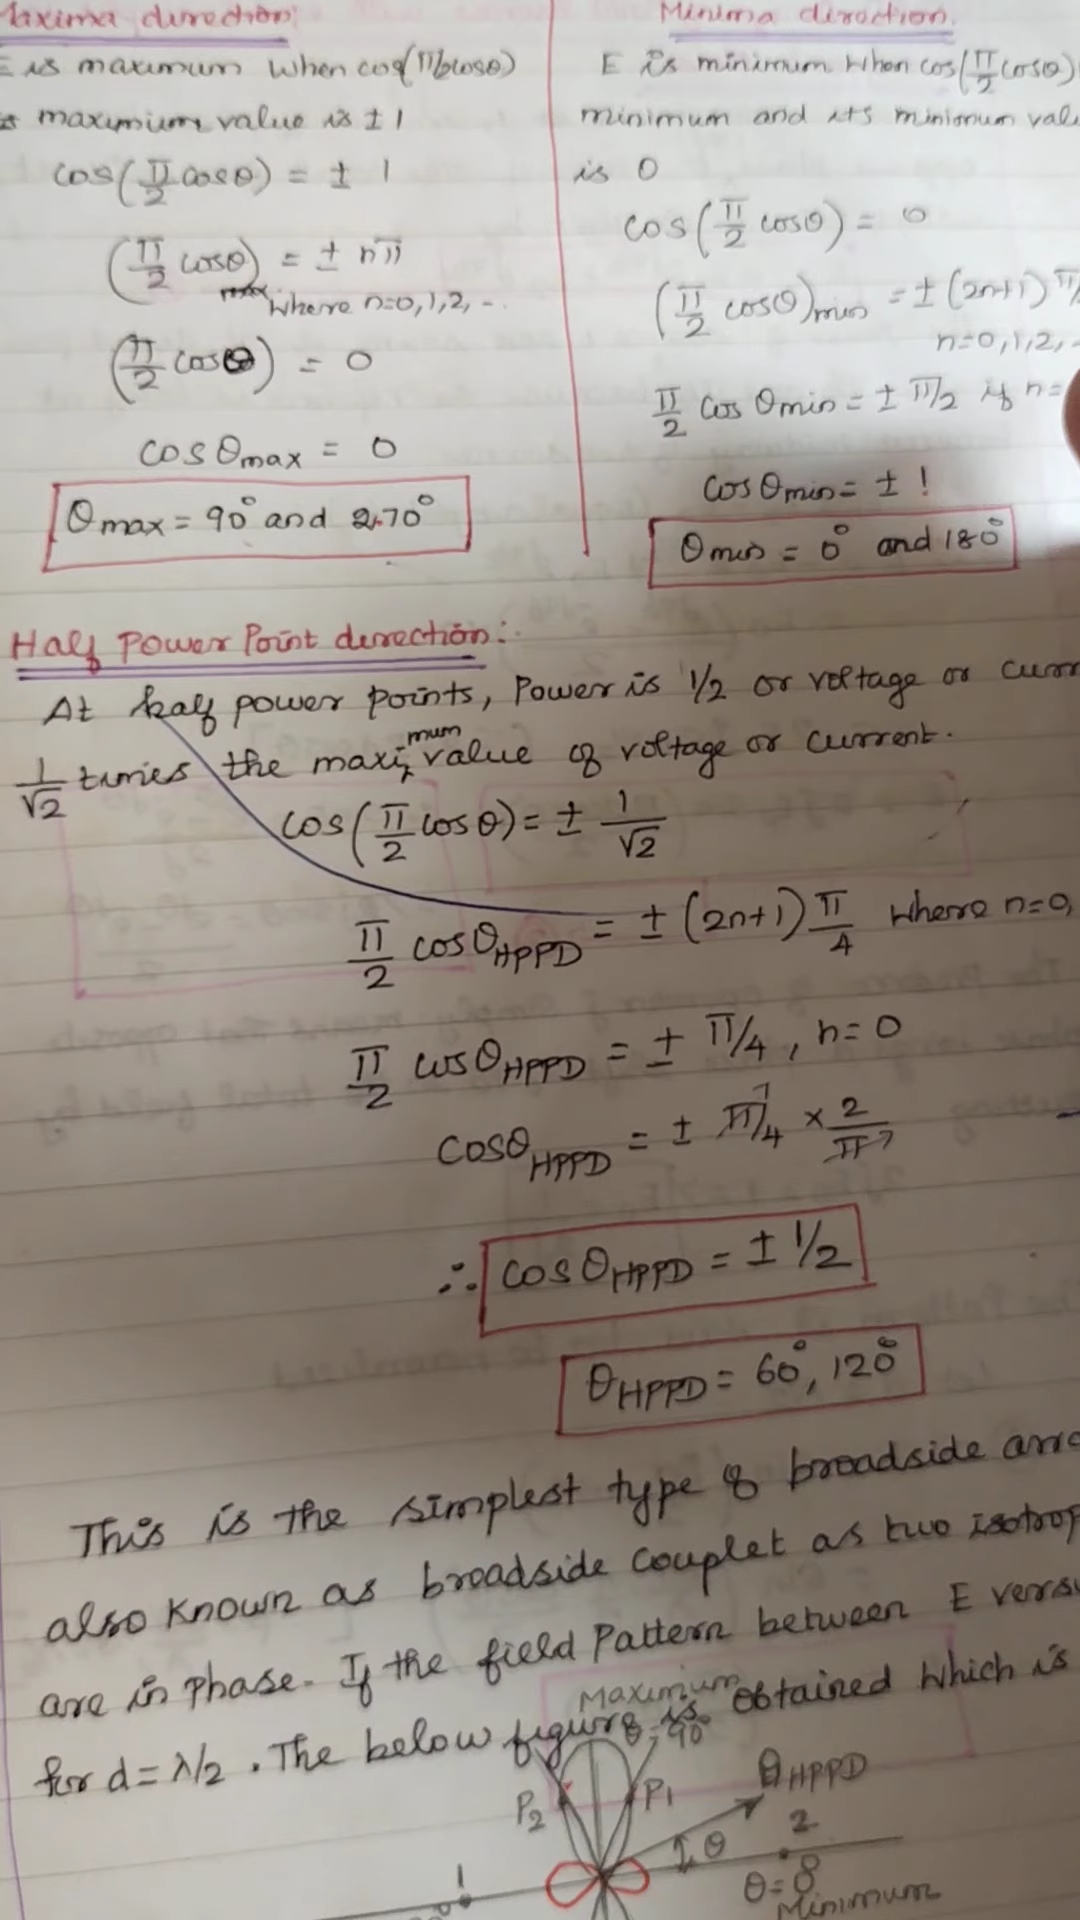 Maxima direction:
E is maximum when cos(π/2cosθ)
maximum value is ±1
cos(π/2 cosθ) = ± 1
(π/2 cosθ) = ± nπ
max where n=0,1,2, -..
(π/2 cosθ) = 0
cosθmax = 0
θmax = 90° and 270°
Minima direction.
E is minimum when cos(π/2 cosθ)
minimum and its minimum
is 0
cos(π/2 cosθ) = 0
(π/2 cosθ)min = ± (2n+1) π/
n=0,1,2,
π/2 cosθmin = ± π/2 if n=
cosθmin = ± 1
θmin = 0° and 180°
Half Power Point direction:
At half power points, Power is 1/2 or voltage or
1/√2 times the maximum value of voltage or current.
cos(π/2 cosθ) = ± 1/√2
π/2 cosθHPPD = ± (2n+1) π/4 where n=0,
π/2 cosθHPPD = ± π/4, n=0
cosθHPPD = ± π/4 × 2/π
∴ cosθHPPD = ± 1/2
θHPPD = 60°, 120°
This is the simplest type of broadside
also known as broadside couplet as two
are in phase. If the field Pattern between E
for d = λ/2. The below figure is obtained which is
Maximum
θ=90°
P2
P1
θHPPD
θ
2
1
θ=0
Minimum